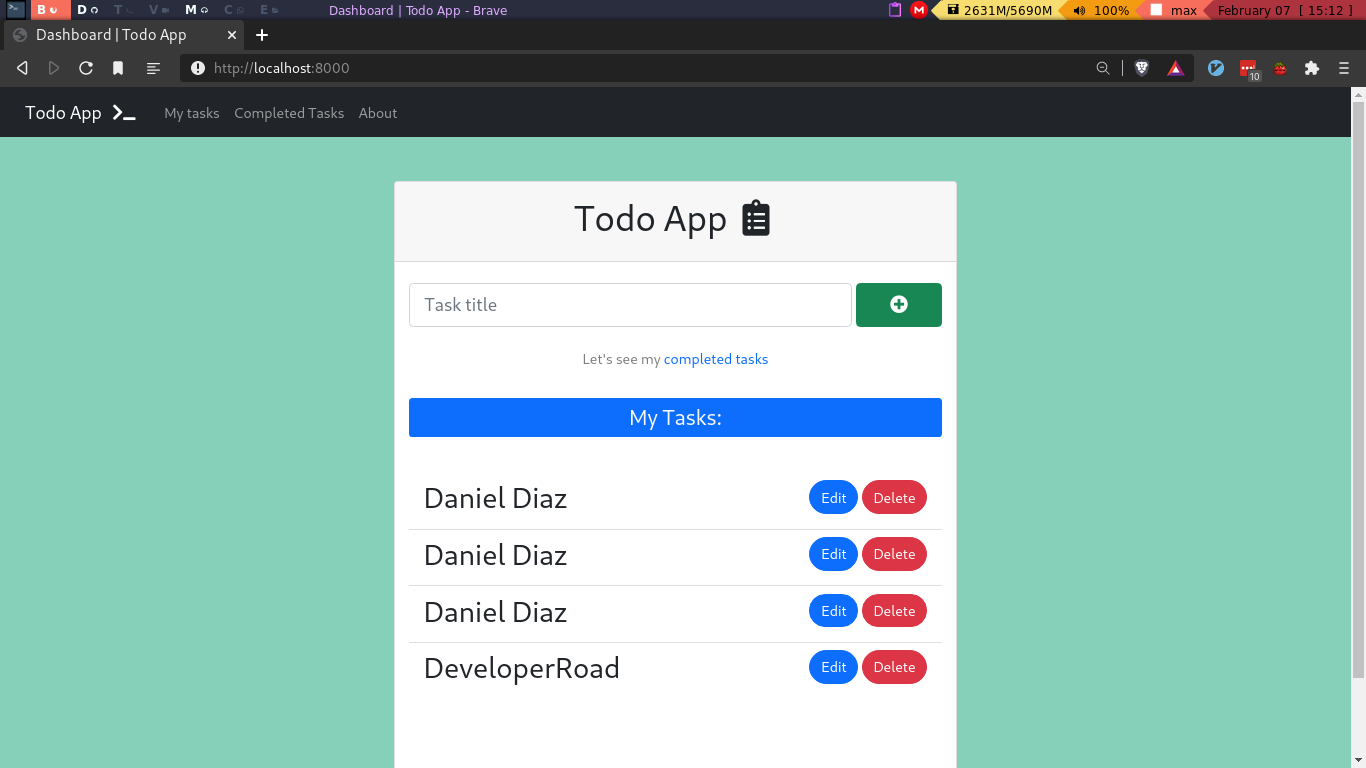 B D T V M C E Dashboard | Todo App - Brave 2631M/5690M 100% max February 07 [ 15:12 ]
Dashboard | Todo App
http://localhost:8000 10
Todo App My tasks Completed Tasks About
Todo App
Task title
Let's see my completed tasks
My Tasks:
Daniel Diaz Edit Delete
Daniel Diaz Edit Delete
Daniel Diaz Edit Delete
DeveloperRoad Edit Delete